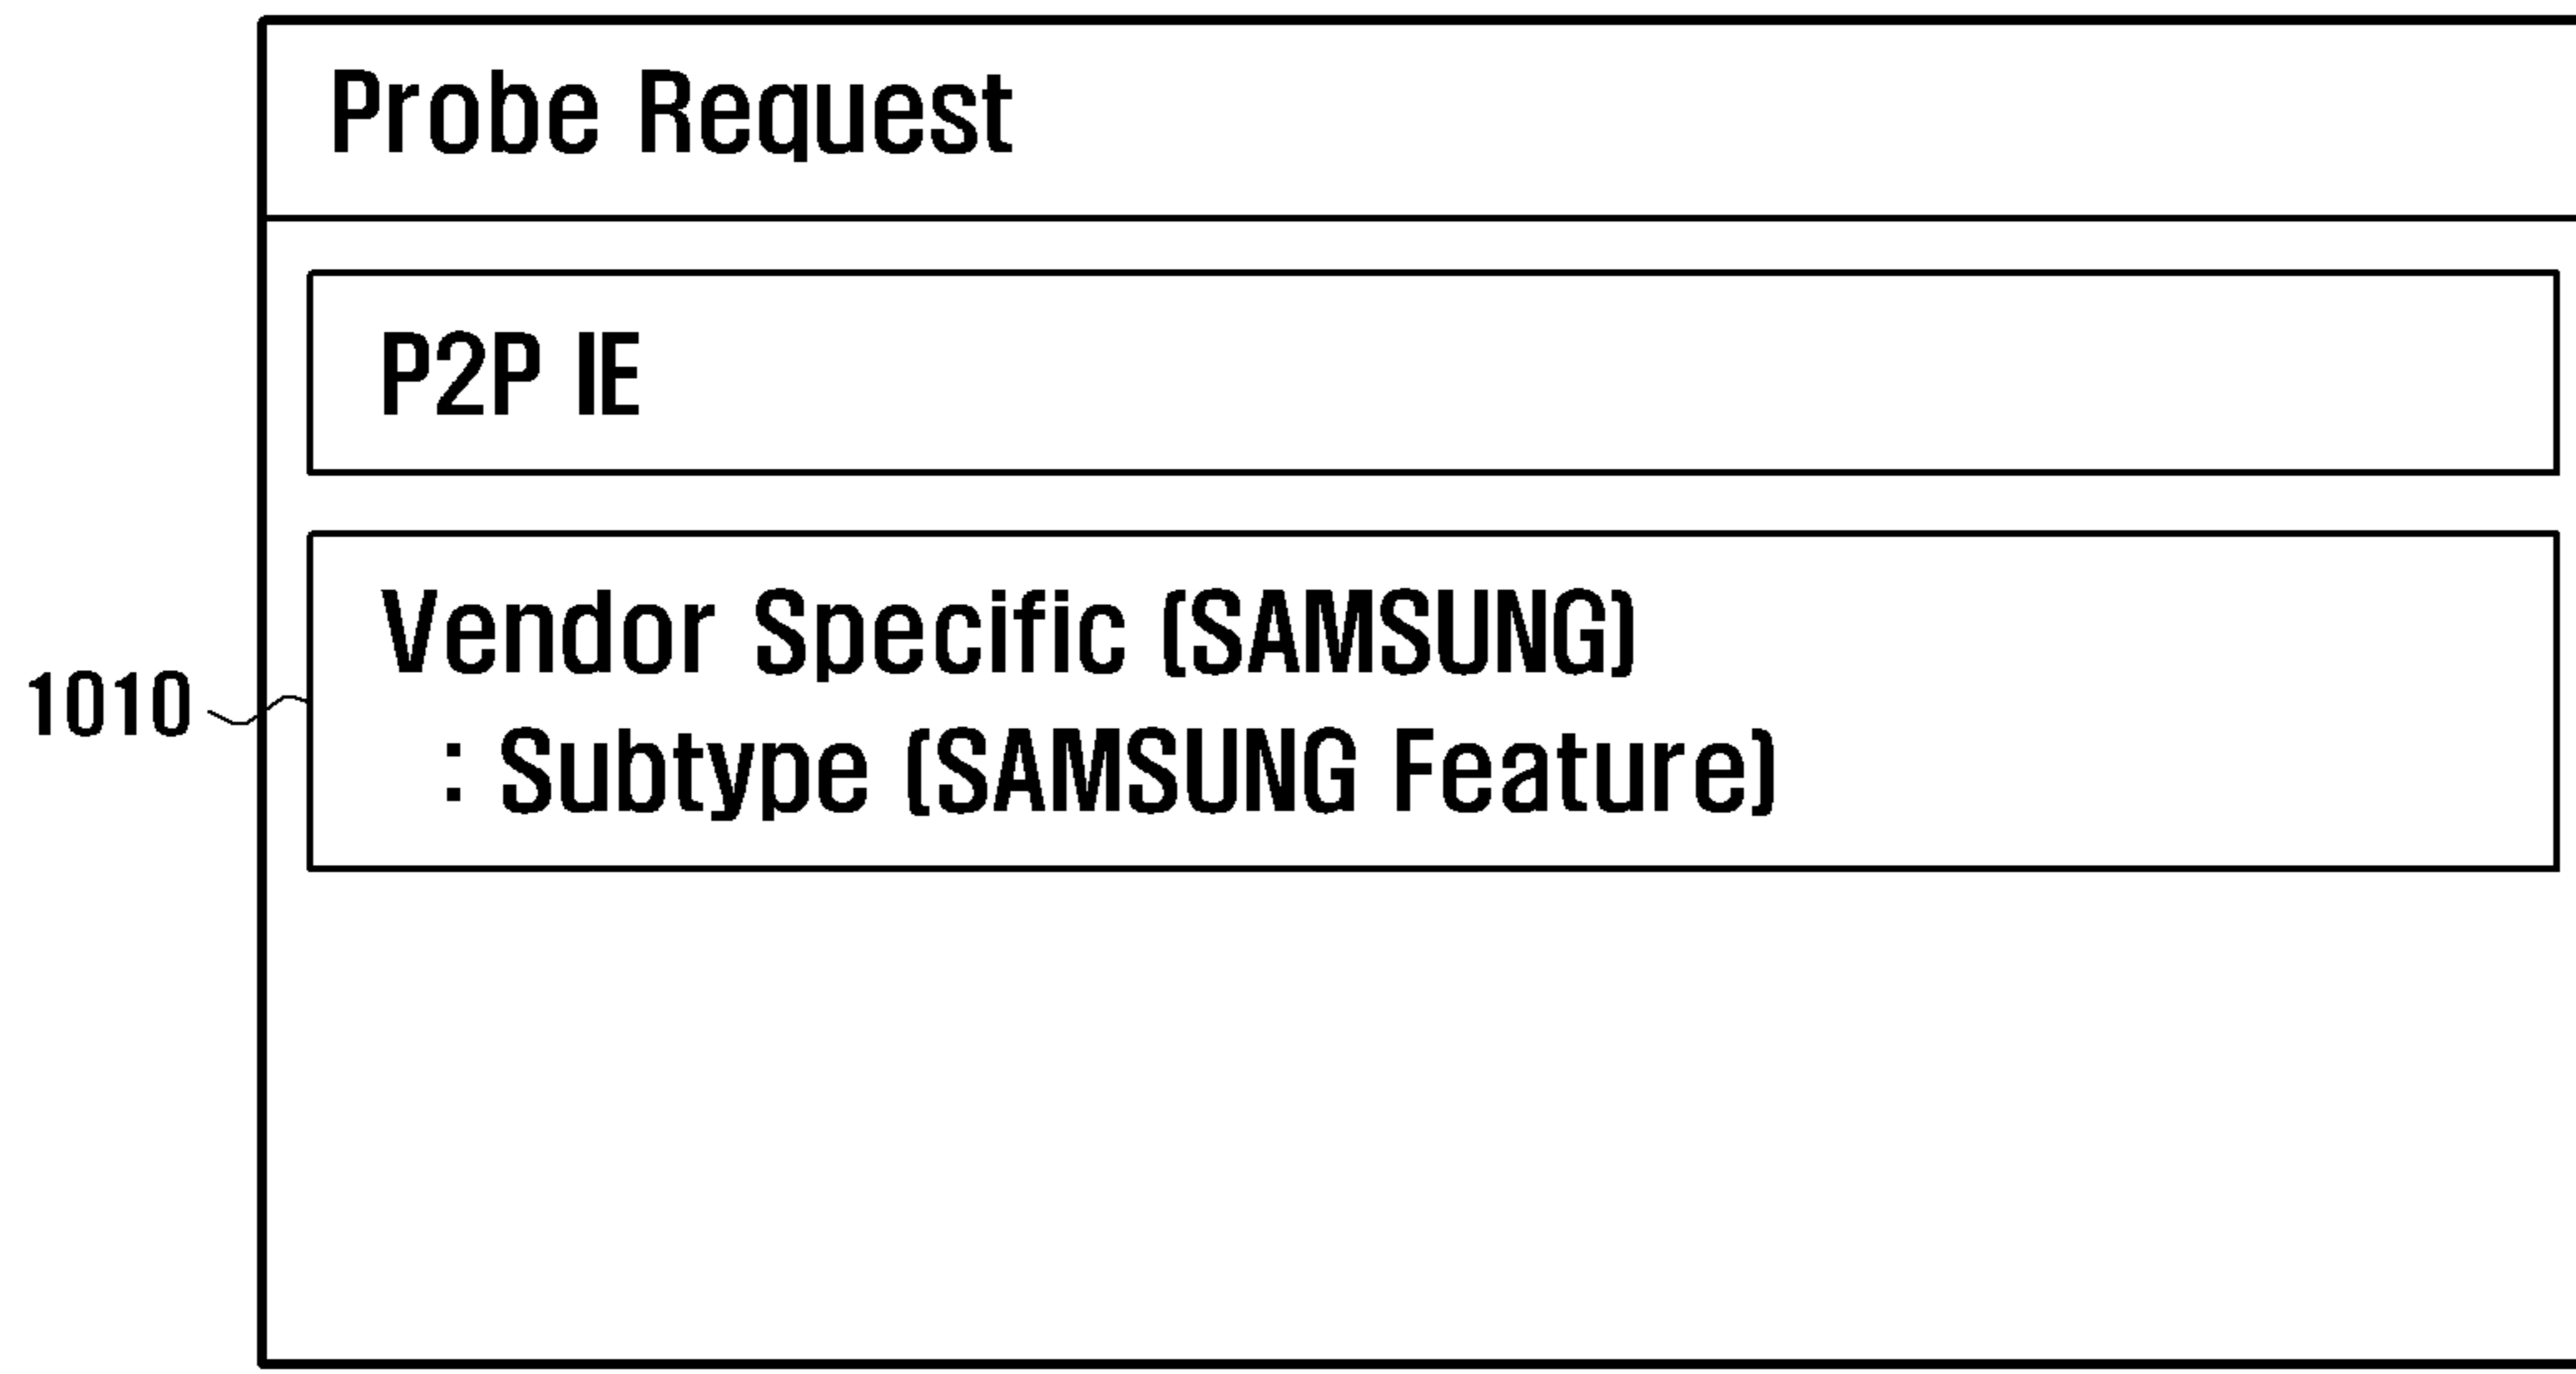 Probe Request
P2P IE
Vendor Specific (SAMSUNG)
: Subtype (SAMSUNG Feature)
1010